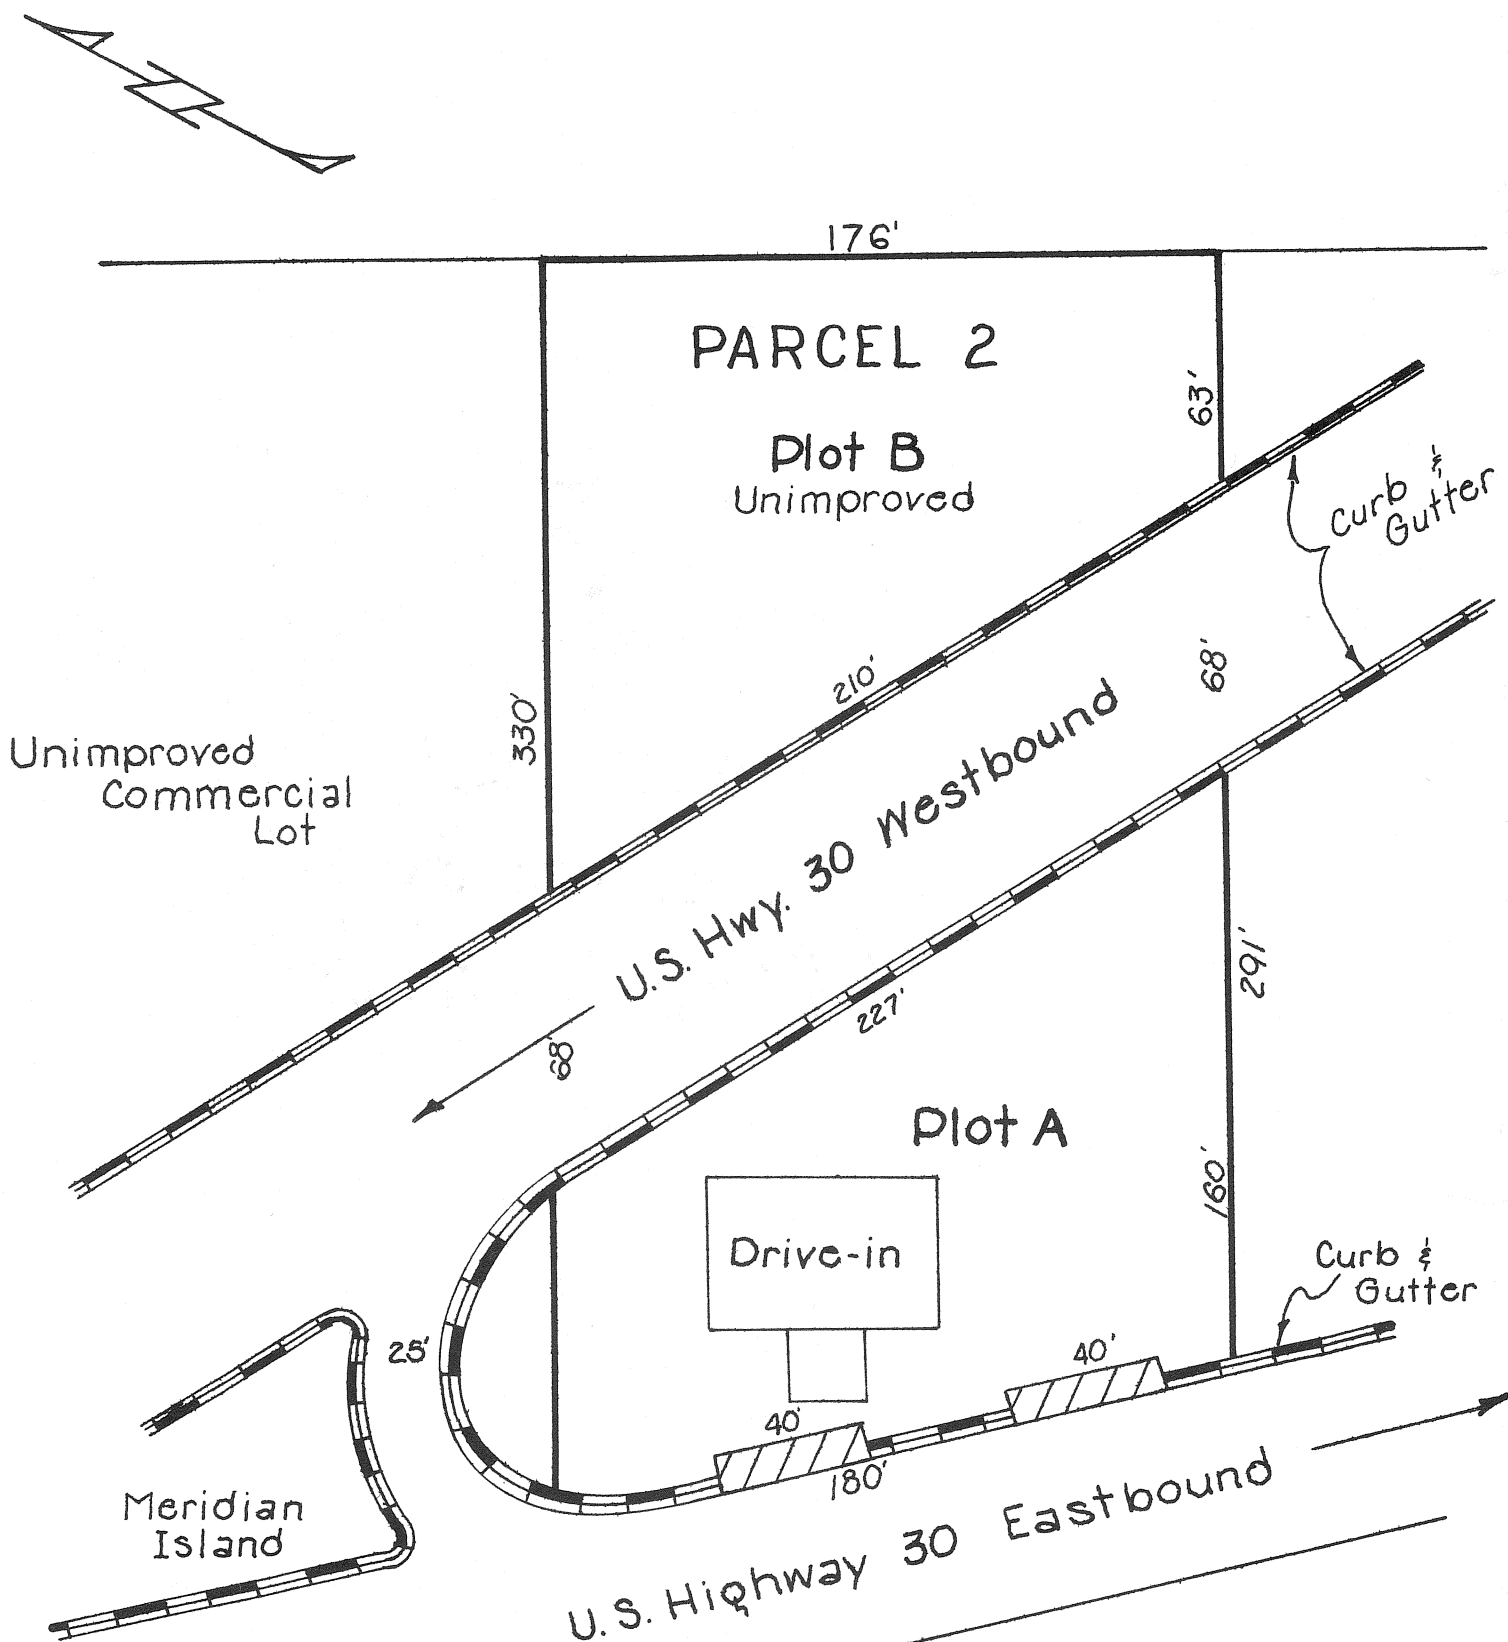 176'
PARCEL 2
63'
Plot B
Unimproved
Curb &
Gutter
210'
68'
330'
Unimproved
Commercial
Lot
U.S. Hwy. 30 Westbound
291'
227'
68'
Plot A
160'
Drive-in
Curb &
Gutter
25'
40'
40'
180'
Meridian
Island
U.S. Highway 30 Eastbound